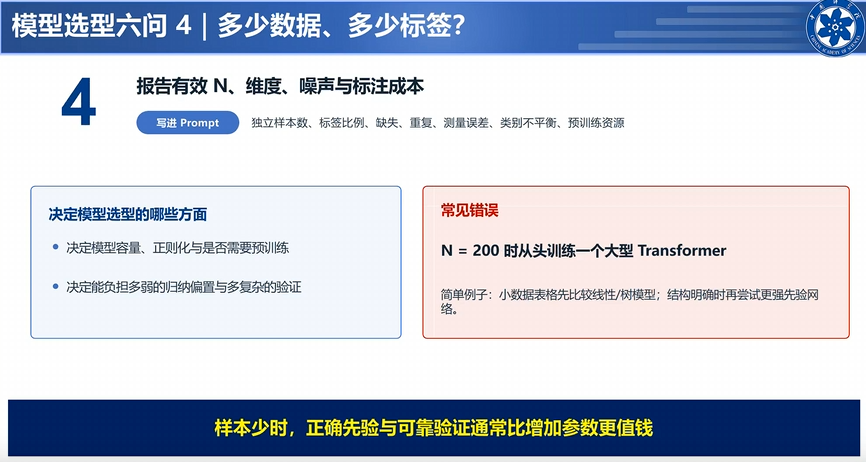 模型选型六问 4｜多少数据、多少标签？
4
报告有效 N、维度、噪声与标注成本
写进 Prompt
独立样本数、标签比例、缺失、重复、测量误差、类别不平衡、预训练资源
决定模型选型的哪些方面
• 决定模型容量、正则化与是否需要预训练
• 决定能负担多弱的归纳偏置与多复杂的验证
常见错误
N = 200 时从头训练一个大型 Transformer
简单例子：小数据表格先比较线性/树模型；结构明确时再尝试更强先验网
络。
样本少时，正确先验与可靠验证通常比增加参数更值钱